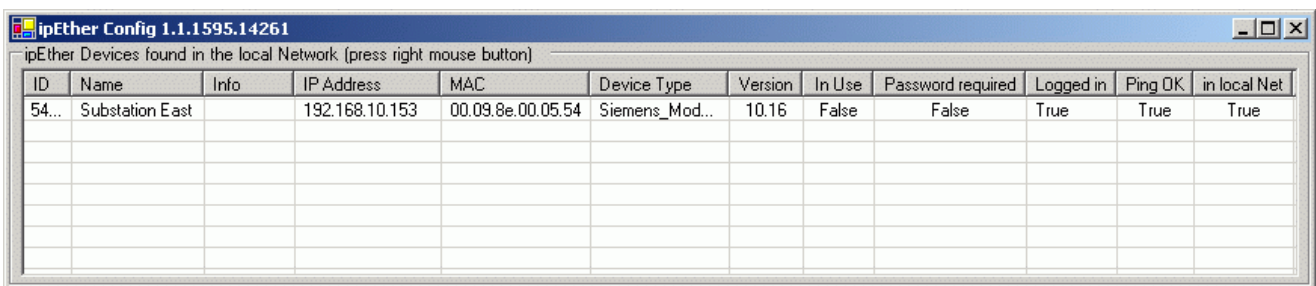 ipEther Config 1.1.1595.14261
ipEther Devices found in the local Network (press right mouse button)
ID Name Info IP Address MAC Device Type Version In Use Password required Logged in Ping OK in local Net
54... Substation East 192.168.10.153 00.09.8e.00.05.54 Siemens_Mod... 10.16 False False True True True